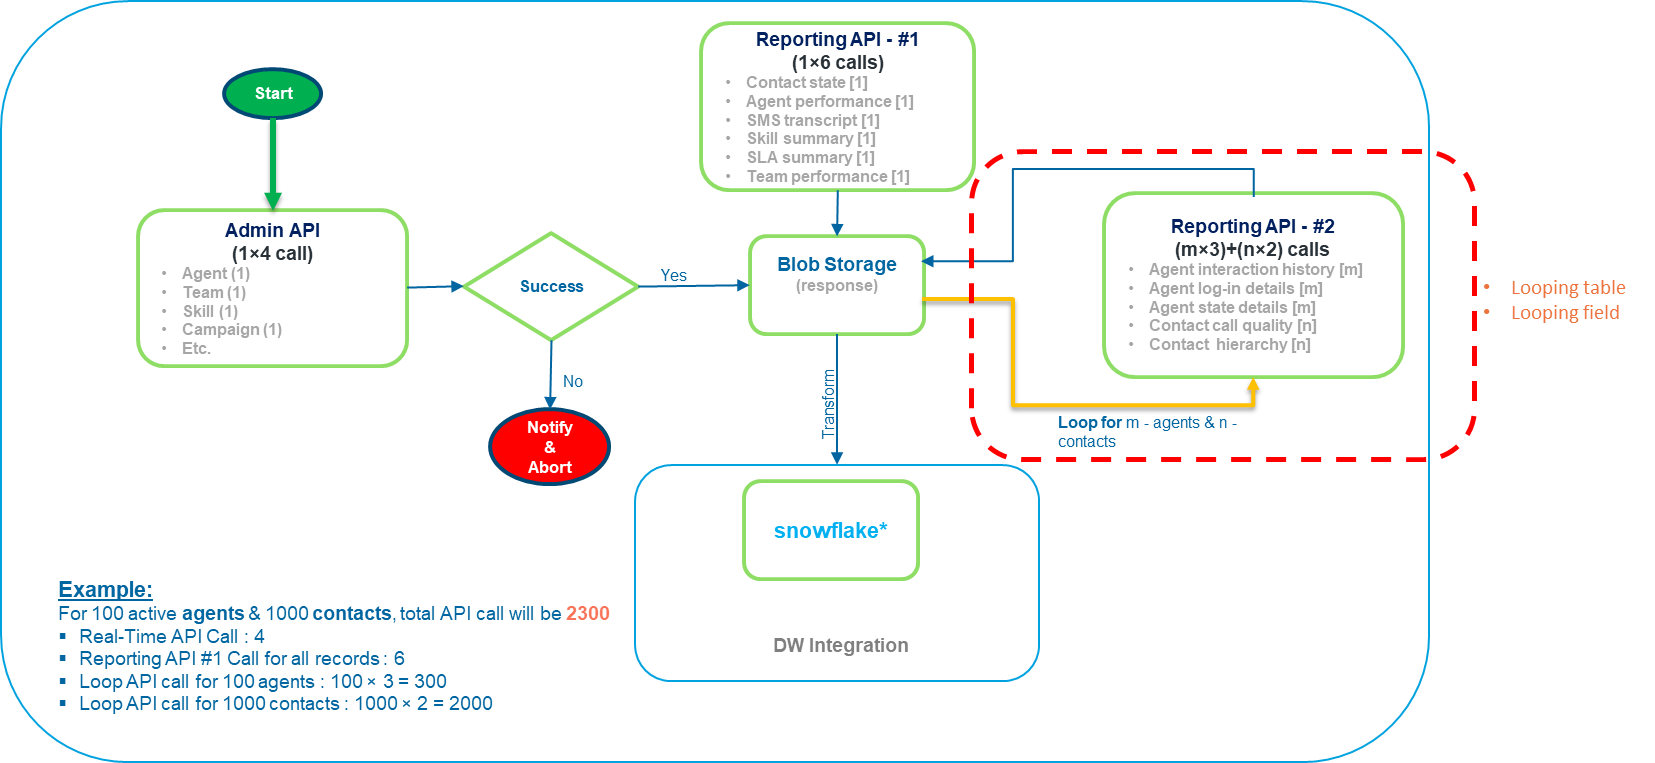 Reporting API - #1
(1×6 calls)
• Contact state [1]
• Agent performance [1]
• SMS transcript [1]
• Skill summary [1]
• SLA summary [1]
• Team performance [1]
Start
Admin API
(1×4 call)
• Agent (1)
• Team (1)
• Skill (1)
• Campaign (1)
• Etc.
Success
Yes
No
Notify
&
Abort
Blob Storage
(response)
Transform
Reporting API - #2
(m×3)+(n×2) calls
• Agent interaction history [m]
• Agent log-in details [m]
• Agent state details [m]
• Contact call quality [n]
• Contact hierarchy [n]
Loop for m - agents & n -
contacts
• Looping table
• Looping field
snowflake*
DW Integration
Example:
For 100 active agents & 1000 contacts, total API call will be 2300
▪ Real-Time API Call : 4
▪ Reporting API #1 Call for all records : 6
▪ Loop API call for 100 agents : 100 × 3 = 300
▪ Loop API call for 1000 contacts : 1000 × 2 = 2000